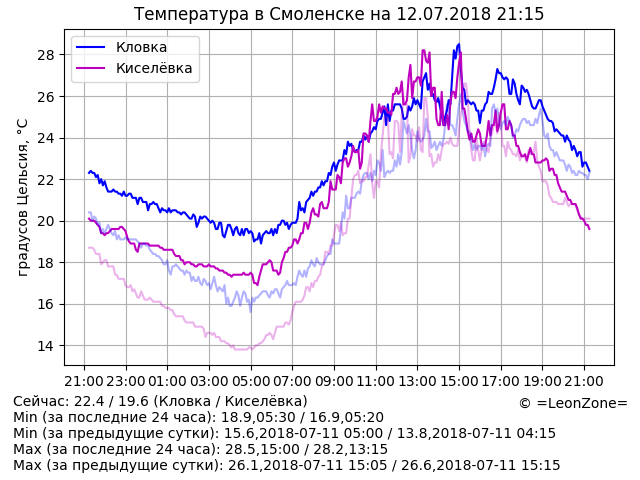 Температура в Смоленске на 12.07.2018 21:15
Кловка
Киселёвка
градусов Цельсия, °C
28
26
24
22
20
18
16
14
21:00 23:00 01:00 03:00 05:00 07:00 09:00 11:00 13:00 15:00 17:00 19:00 21:00
Сейчас: 22.4 / 19.6 (Кловка / Киселёвка)
© =LeonZone=
Min (за последние 24 часа): 18.9,05:30 / 16.9,05:20
Min (за предыдущие сутки): 15.6,2018-07-11 05:00 / 13.8,2018-07-11 04:15
Max (за последние 24 часа): 28.5,15:00 / 28.2,13:15
Max (за предыдущие сутки): 26.1,2018-07-11 15:05 / 26.6,2018-07-11 15:15